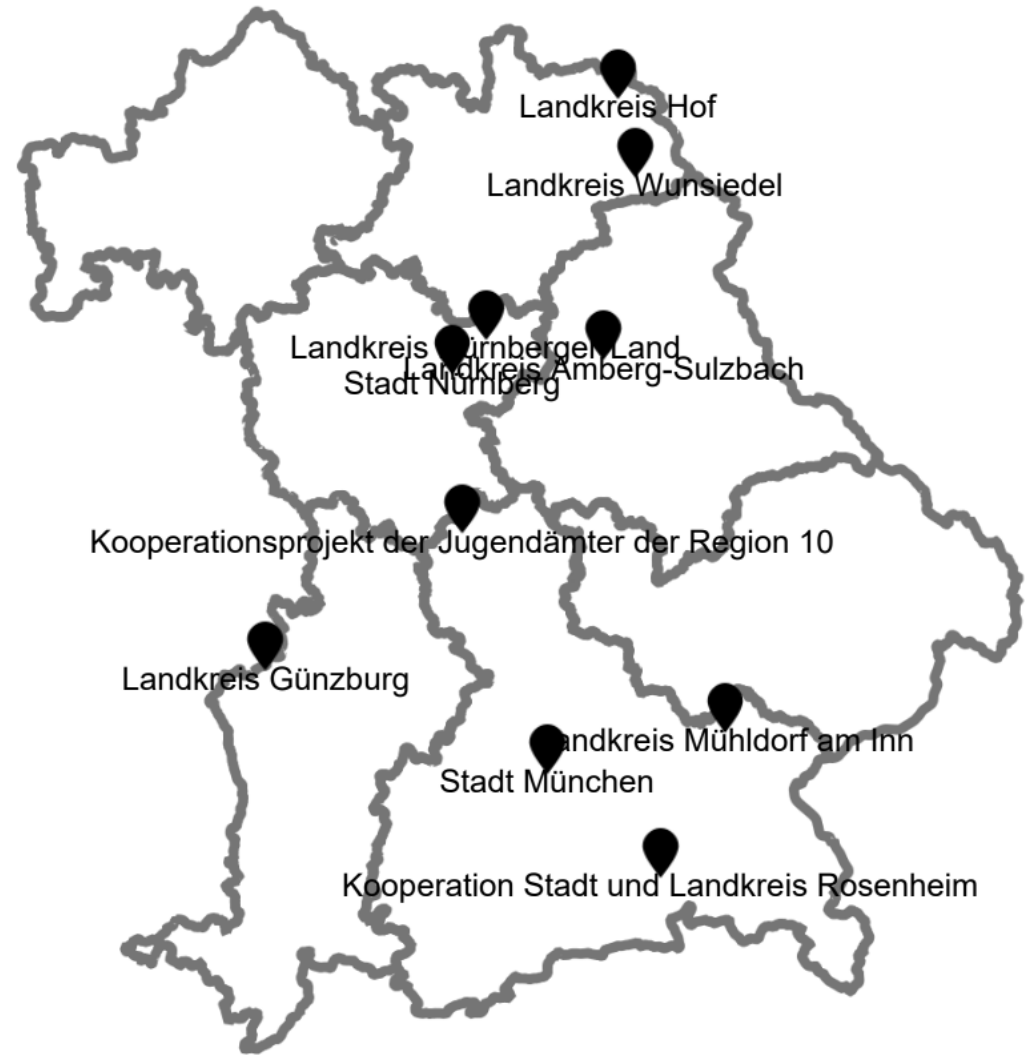 Landkreis Hof
Landkreis Wunsiedel
Landkreis Nürnberger Land
Landkreis Amberg-Sulzbach
Stadt Nürnberg
Kooperationsprojekt der Jugendämter der Region 10
Landkreis Günzburg
Landkreis Mühldorf am Inn
Stadt München
Kooperation Stadt und Landkreis Rosenheim